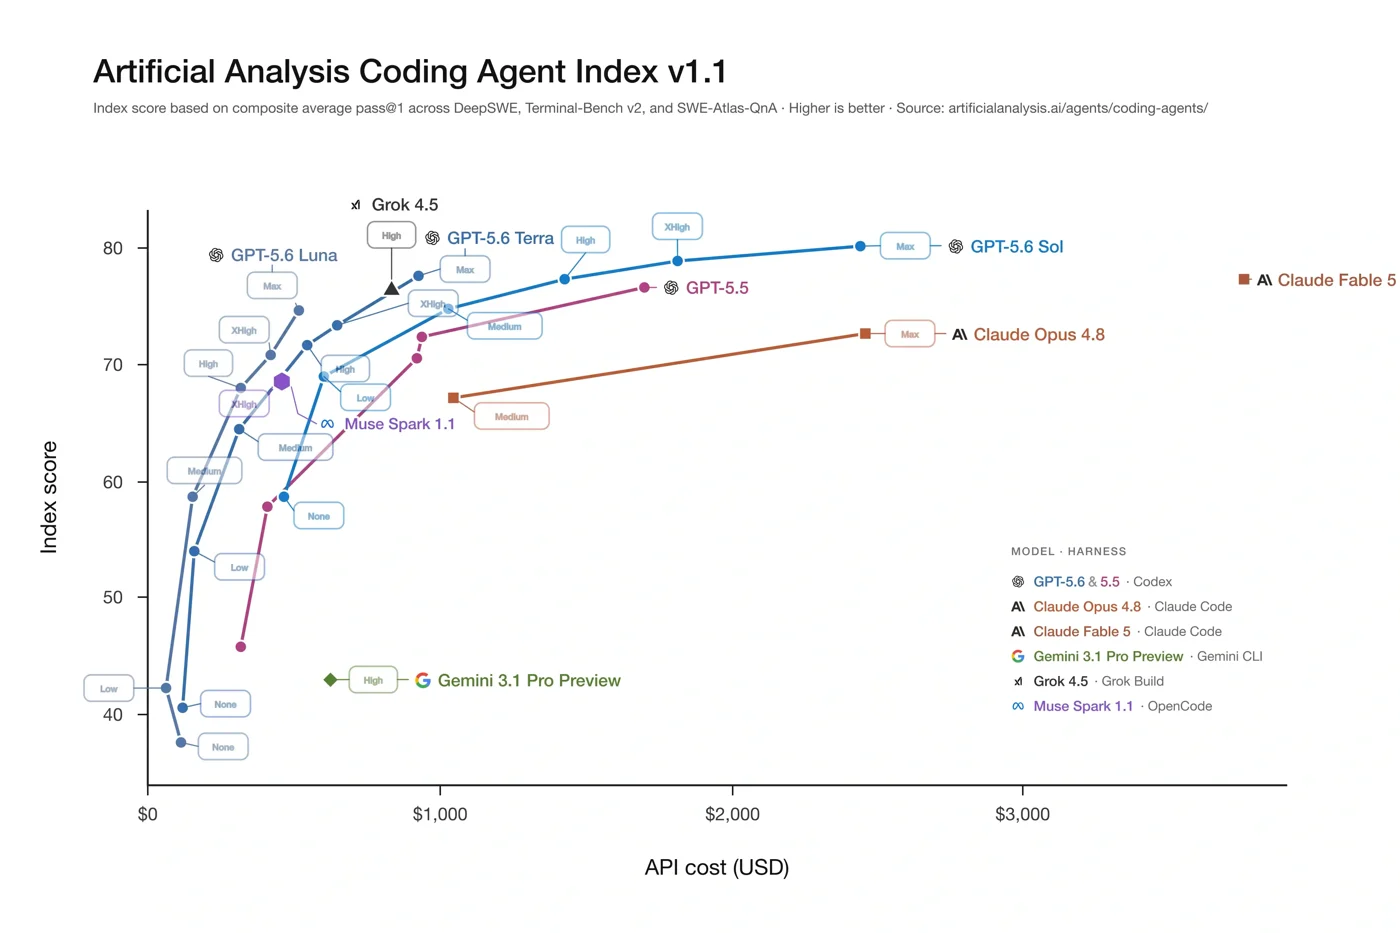 Artificial Analysis Coding Agent Index v1.1
Index score based on composite average pass@1 across DeepSWE, Terminal-Bench v2, and SWE-Atlas-QnA · Higher is better · Source: artificialanalysis.ai/agents/coding-agents/
Grok 4.5
High
GPT-5.6 Terra
Max
High
XHigh
Max
GPT-5.6 Sol
GPT-5.6 Luna
Max
XHigh
High
XHigh
Medium
GPT-5.5
Claude Fable 5
XHigh
Medium
High
Low
Max
Claude Opus 4.8
Medium
Muse Spark 1.1
Medium
None
Low
Low
None
None
High
Gemini 3.1 Pro Preview
80
70
60
50
40
Index score
$0
$1,000
$2,000
$3,000
API cost (USD)
MODEL · HARNESS
GPT-5.6 & 5.5 · Codex
Claude Opus 4.8 · Claude Code
Claude Fable 5 · Claude Code
Gemini 3.1 Pro Preview · Gemini CLI
Grok 4.5 · Grok Build
Muse Spark 1.1 · OpenCode